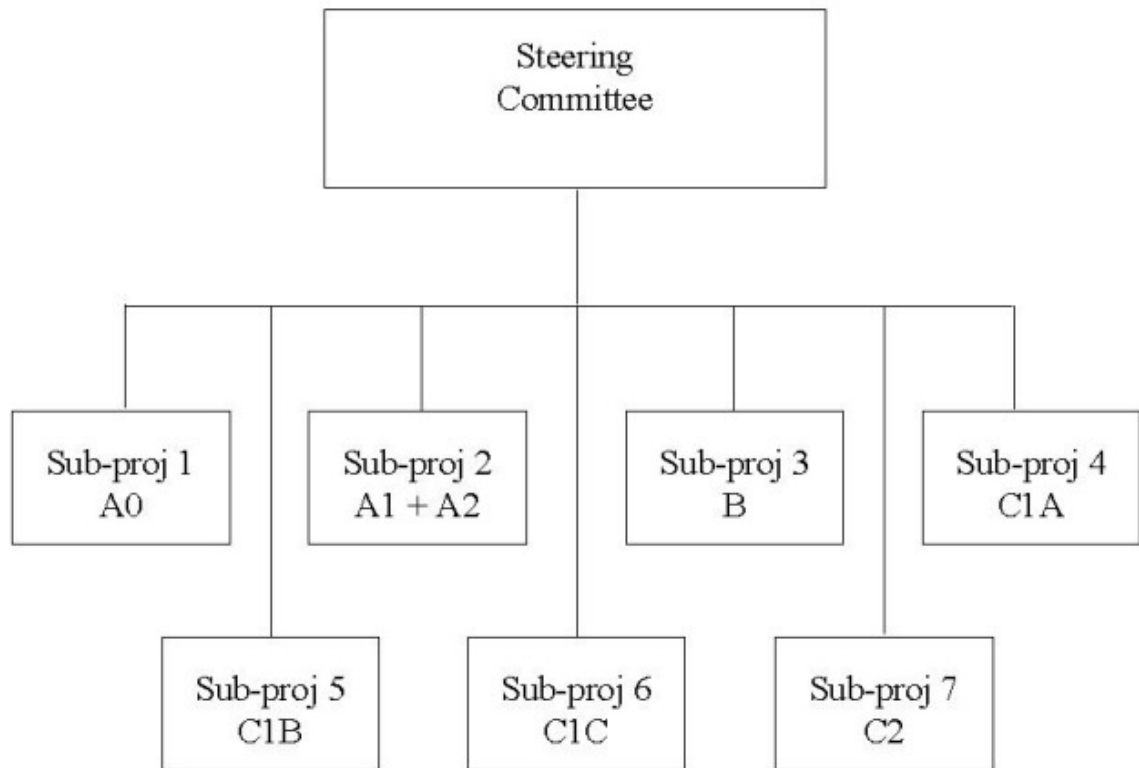 Steering
Committee
Sub-proj 1
A0
Sub-proj 2
A1 + A2
Sub-proj 3
B
Sub-proj 4
C1A
Sub-proj 5
C1B
Sub-proj 6
C1C
Sub-proj 7
C2